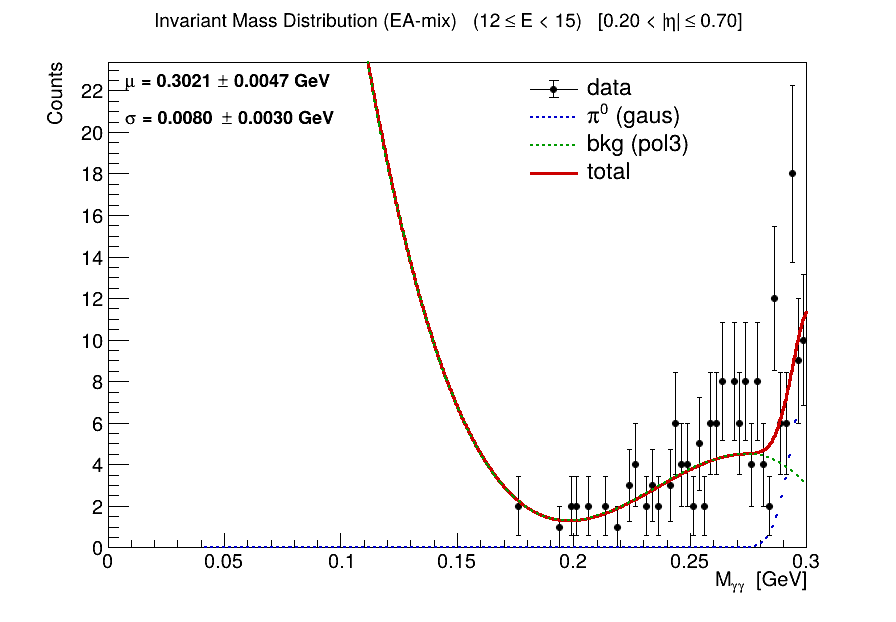 Invariant Mass Distribution (EA-mix) (12 ≤ E < 15) [0.20 < |η| ≤ 0.70]
Counts
μ = 0.3021 ± 0.0047 GeV
σ = 0.0080 ± 0.0030 GeV
data
π⁰ (gaus)
bkg (pol3)
total
22
20
18
16
14
12
10
8
6
4
2
0
0 0.05 0.1 0.15 0.2 0.25 0.3
M_γγ [GeV]